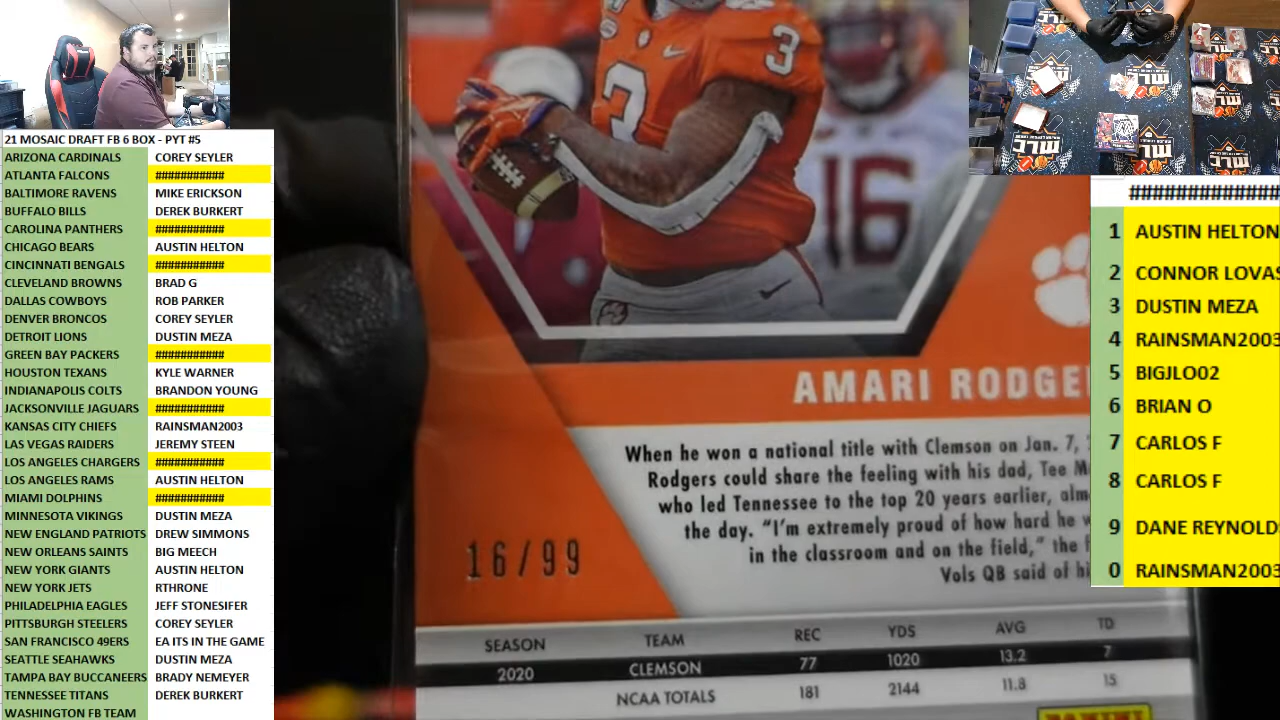 21 MOSAIC DRAFT FB 6 BOX - PYT #5
ARIZONA CARDINALS COREY SEYLER
ATLANTA FALCONS ###########
BALTIMORE RAVENS MIKE ERICKSON
BUFFALO BILLS DEREK BURKERT
CAROLINA PANTHERS ###########
CHICAGO BEARS AUSTIN HELTON
CINCINNATI BENGALS ###########
CLEVELAND BROWNS BRAD G
DALLAS COWBOYS ROB PARKER
DENVER BRONCOS COREY SEYLER
DETROIT LIONS DUSTIN MEZA
GREEN BAY PACKERS ###########
HOUSTON TEXANS KYLE WARNER
INDIANAPOLIS COLTS BRANDON YOUNG
JACKSONVILLE JAGUARS ###########
KANSAS CITY CHIEFS RAINSMAN2003
LAS VEGAS RAIDERS JEREMY STEEN
LOS ANGELES CHARGERS ###########
LOS ANGELES RAMS AUSTIN HELTON
MIAMI DOLPHINS ###########
MINNESOTA VIKINGS DUSTIN MEZA
NEW ENGLAND PATRIOTS DREW SIMMONS
NEW ORLEANS SAINTS BIG MEECH
NEW YORK GIANTS AUSTIN HELTON
NEW YORK JETS RTHRONE
PHILADELPHIA EAGLES JEFF STONESIFER
PITTSBURGH STEELERS COREY SEYLER
SAN FRANCISCO 49ERS EA ITS IN THE GAME
SEATTLE SEAHAWKS DUSTIN MEZA
TAMPA BAY BUCCANEERS BRADY NEMEYER
TENNESSEE TITANS DEREK BURKERT
WASHINGTON FB TEAM
3
3
16
AMARI RODGE
When he won a national title with Clemson on Jan. 7,
Rodgers could share the feeling with his dad, Tee M
who led Tennessee to the top 20 years earlier, alm
the day. "I'm extremely proud of how hard he w
in the classroom and on the field," the f
Vols QB said of hi
16/99
SEASON TEAM REC YDS AVG TD
2020 CLEMSON 77 1020 13.2 7
NCAA TOTALS 181 2144 11.8 15
PANINI
##############
1 AUSTIN HELTON
2 CONNOR LOVAS
3 DUSTIN MEZA
4 RAINSMAN2003
5 BIGJLO02
6 BRIAN O
7 CARLOS F
8 CARLOS F
9 DANE REYNOLD
0 RAINSMAN2003